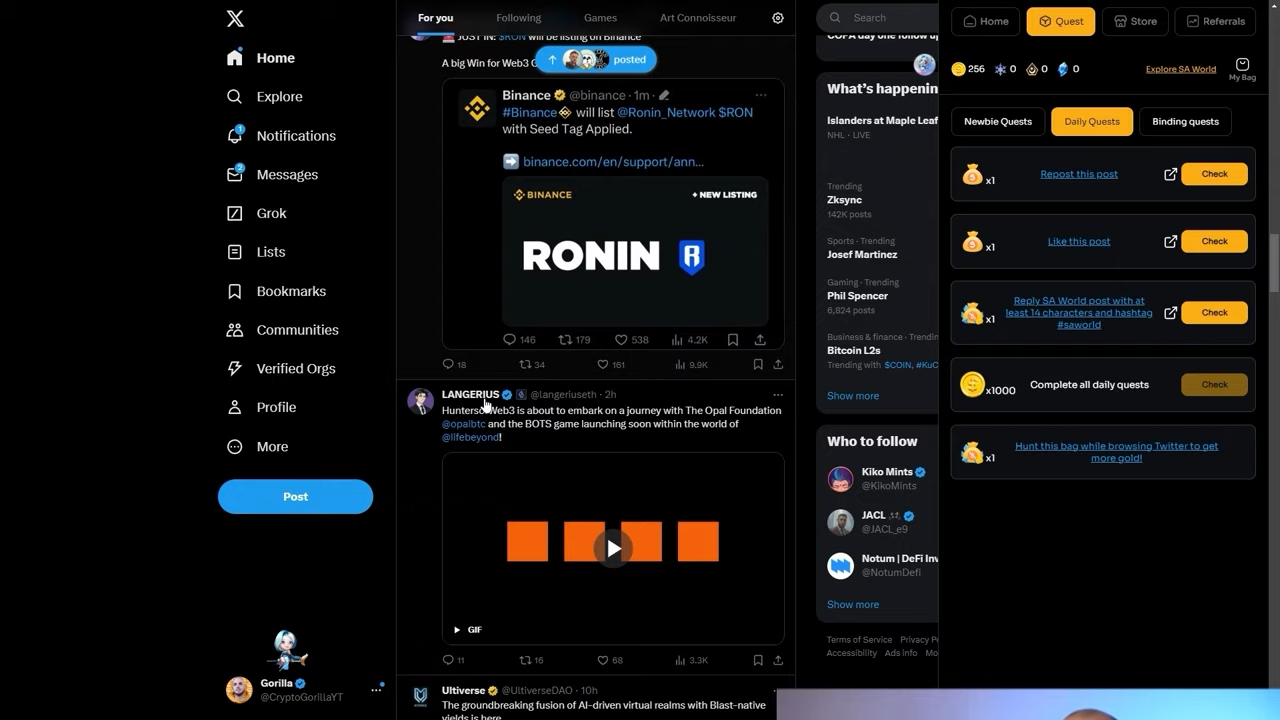 Home
Explore
1
Notifications
2
Messages
Grok
Lists
Bookmarks
Communities
Verified Orgs
Profile
More
Post
Gorilla
@CryptoGorillaYT
For you
Following
Games
Art Connoisseur
JUST IN: $RON will be listing on Binance
A big Win for Web3
posted
Binance @binance · 1m ·
#Binance will list @Ronin_Network $RON
with Seed Tag Applied.
binance.com/en/support/ann...
BINANCE
+ NEW LISTING
RONIN
146
179
538
4.2K
18
34
161
9.9K
LANGERIUS @langeriuseth · 2h
HuntersOfWeb3 is about to embark on a journey with The Opal Foundation
@opalbtc and the BOTS game launching soon within the world of
@lifebeyond!
GIF
11
16
68
3.3K
Ultiverse @UltiverseDAO · 10h
The groundbreaking fusion of AI-driven virtual realms with Blast-native
yields is here
Search
COPA day one follow up
What's happenin
Islanders at Maple Leaf
NHL · LIVE
Trending
Zksync
142K posts
Sports · Trending
Josef Martinez
Gaming · Trending
Phil Spencer
6,824 posts
Business & finance · Trendin
Bitcoin L2s
Trending with $COIN, #KuC
Show more
Who to follow
Kiko Mints
@KikoMints
JACL
@JACL_e9
Notum | DeFi Inv
@NotumDefi
Show more
Terms of Service Privacy P
Accessibility Ads info Mo
Home
Quest
Store
Referrals
256
0
0
0
Explore SA World
My Bag
Newbie Quests
Daily Quests
Binding quests
x1
Repost this post
Check
x1
Like this post
Check
x1
Reply SA World post with at
least 14 characters and hashtag
#saworld
Check
x1000
Complete all daily quests
Check
x1
Hunt this bag while browsing Twitter to get
more gold!